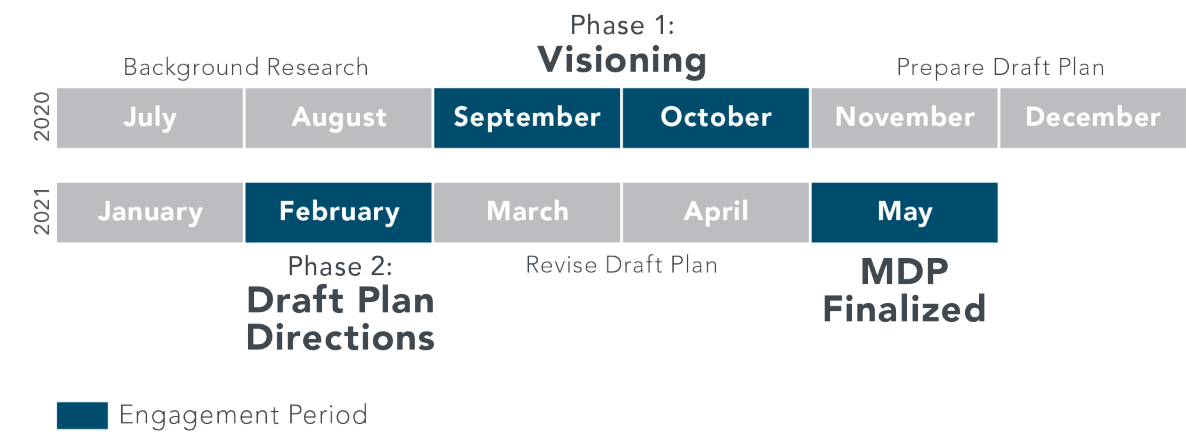 Phase 1:
Visioning
Background Research
Prepare Draft Plan
2020
July August September October November December
2021
January February March April May
Phase 2:
Draft Plan
Directions
Revise Draft Plan
MDP
Finalized
Engagement Period